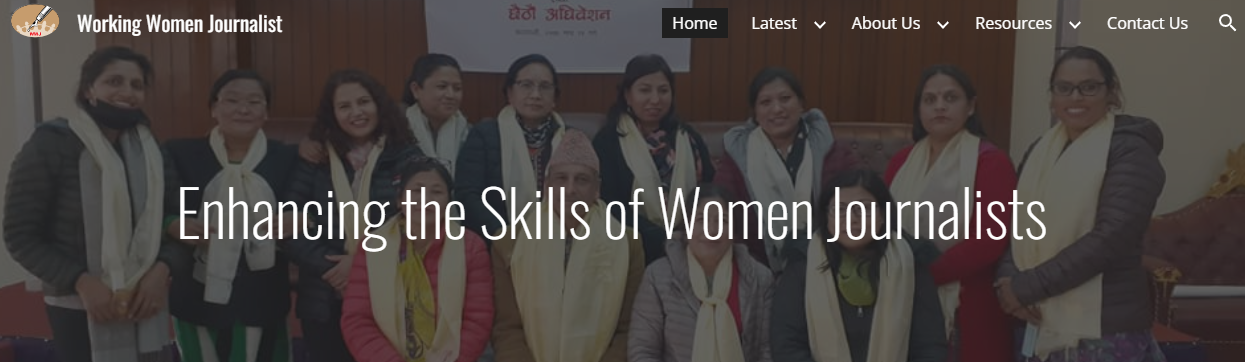 Working Women Journalist
Home
Latest
About Us
Resources
Contact Us
छैठौं अधिवेशन
Enhancing the Skills of Women Journalists